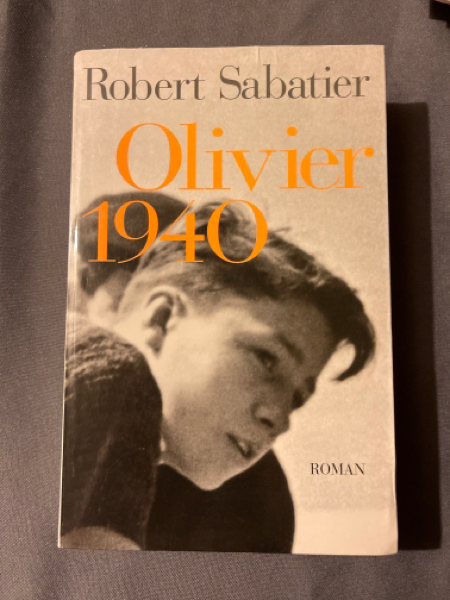 Robert Sabatier
Olivier
1940
ROMAN